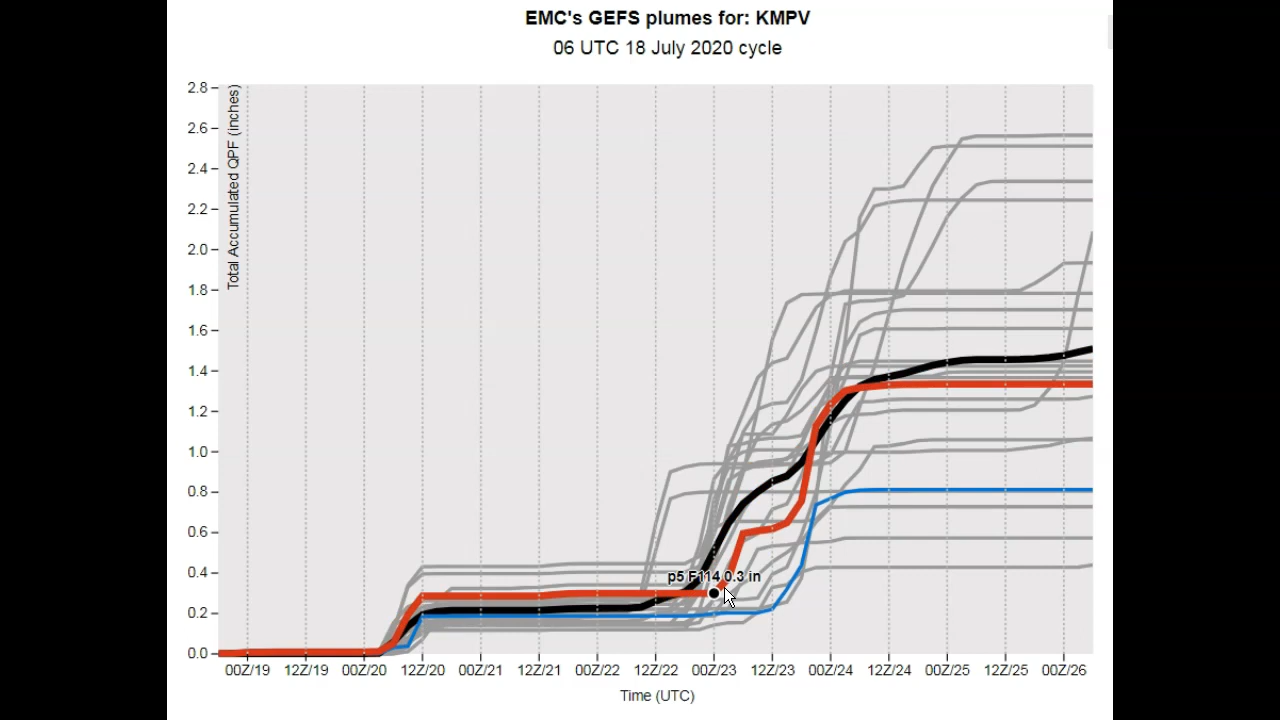 EMC's GEFS plumes for: KMPV
06 UTC 18 July 2020 cycle
Total Accumulated QPF (inches)
2.8
2.6
2.4
2.2
2.0
1.8
1.6
1.4
1.2
1.0
0.8
0.6
0.4
0.2
0.0
p5 F114 0.3 in
00Z/19 12Z/19 00Z/20 12Z/20 00Z/21 12Z/21 00Z/22 12Z/22 00Z/23 12Z/23 00Z/24 12Z/24 00Z/25 12Z/25 00Z/26
Time (UTC)